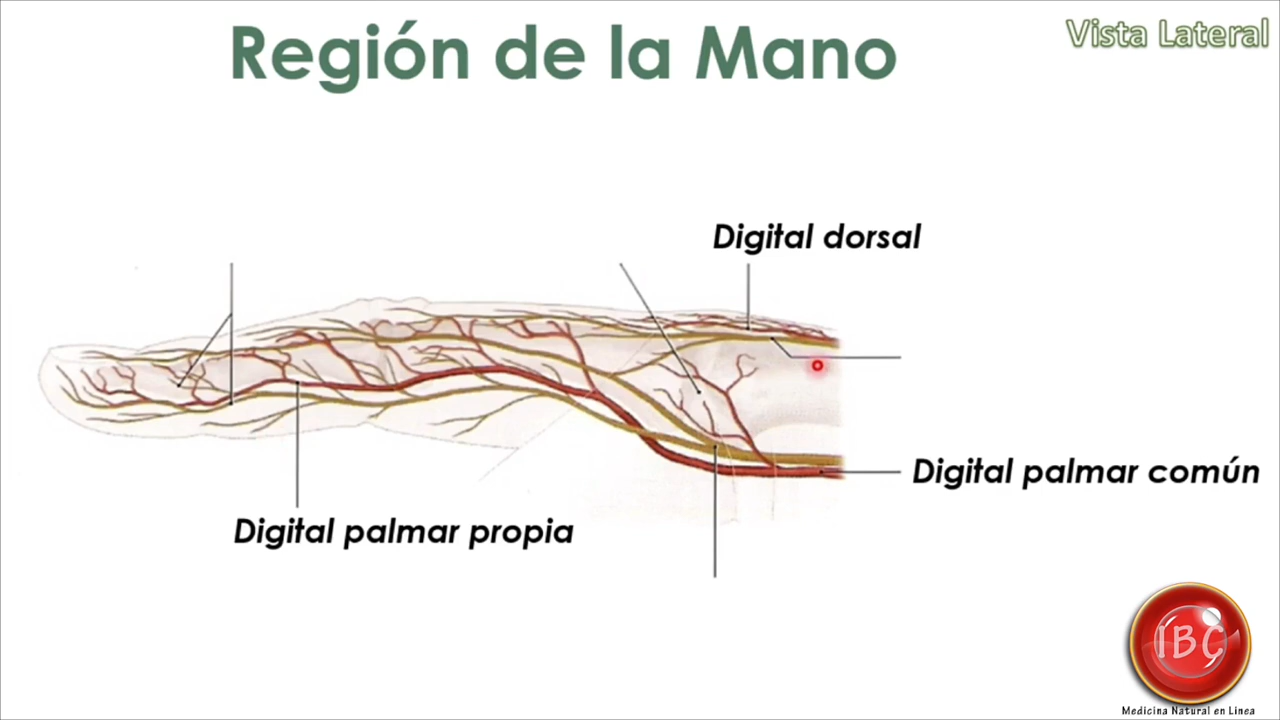 Región de la Mano
Vista Lateral
Digital dorsal
Digital palmar común
Digital palmar propia
IBC
Medicina Natural en Linea